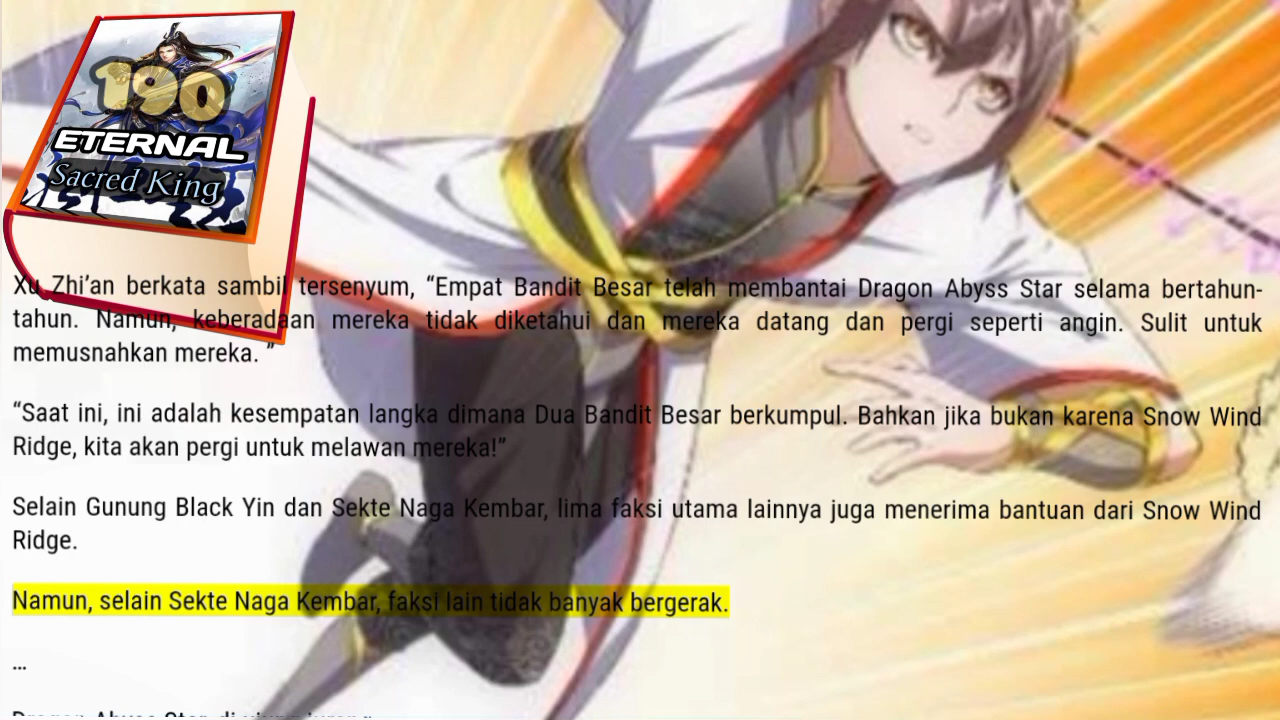 190
ETERNAL
Sacred King
Xu Zhi’an berkata sambil tersenyum, “Empat Bandit Besar telah membantai Dragon Abyss Star selama bertahun-
tahun. Namun, keberadaan mereka tidak diketahui dan mereka datang dan pergi seperti angin. Sulit untuk
memusnahkan mereka. ”
“Saat ini, ini adalah kesempatan langka dimana Dua Bandit Besar berkumpul. Bahkan jika bukan karena Snow Wind
Ridge, kita akan pergi untuk melawan mereka!”
Selain Gunung Black Yin dan Sekte Naga Kembar, lima faksi utama lainnya juga menerima bantuan dari Snow Wind
Ridge.
Namun, selain Sekte Naga Kembar, faksi lain tidak banyak bergerak.
…
Dragon Abyss Star, di